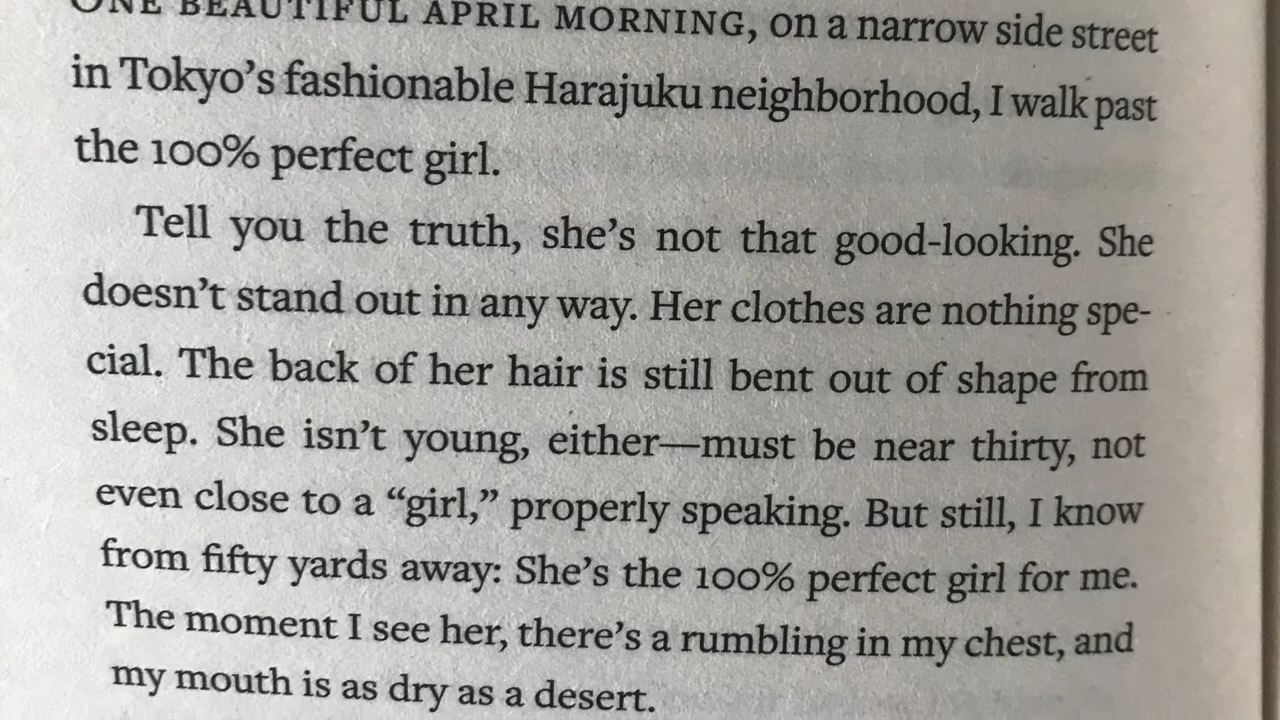 ONE BEAUTIFUL APRIL MORNING, on a narrow side street
in Tokyo’s fashionable Harajuku neighborhood, I walk past
the 100% perfect girl.
Tell you the truth, she’s not that good-looking. She
doesn’t stand out in any way. Her clothes are nothing spe-
cial. The back of her hair is still bent out of shape from
sleep. She isn’t young, either—must be near thirty, not
even close to a “girl,” properly speaking. But still, I know
from fifty yards away: She’s the 100% perfect girl for me.
The moment I see her, there’s a rumbling in my chest, and
my mouth is as dry as a desert.